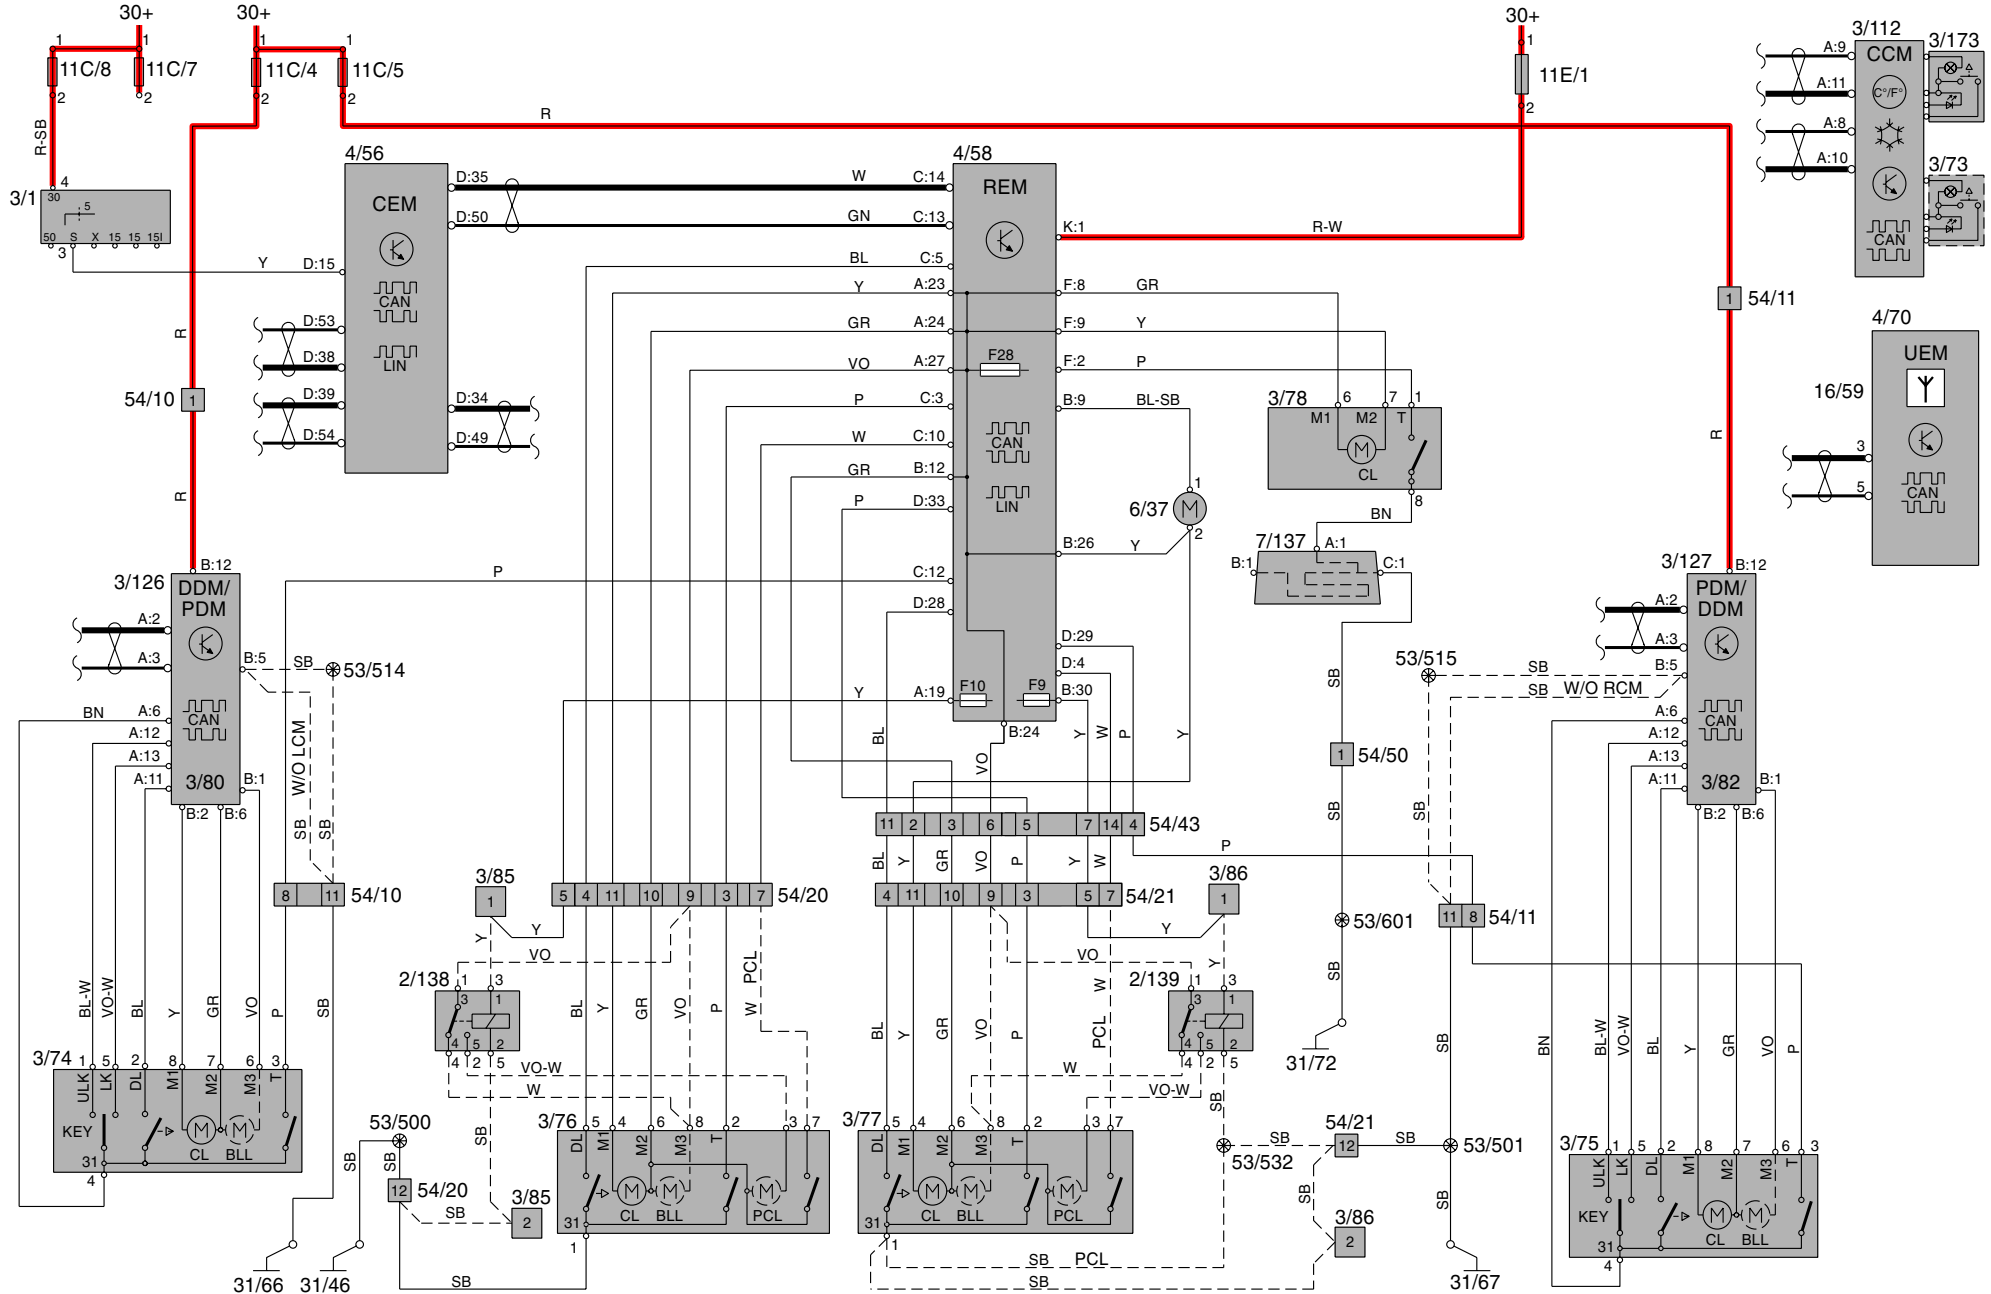 30+ 30+ 30+
1 1 1 1 1
11C/8 11C/7 11C/4 11C/5 11E/1
2 2 2 2 2
R-SB
R
3/1
4
30
5
50 S X 15 15 15I
3
Y D:15
4/56
CEM
CAN
LIN
D:53
D:38
D:39
D:54
D:35
D:50
D:34
D:49
W C:14
GN C:13
4/58
REM
BL C:5
Y A:23
GR A:24
VO A:27
P C:3
W C:10
GR B:12
P D:33
P C:12
D:28
Y A:19
F28
CAN
LIN
F10 F9
K:1 R-W
F:8 GR
F:9 Y
F:2 P
B:9 BL-SB
B:26 Y
D:29
D:4
B:30
B:24
6/37
M
1
2
3/78
6 7 1
M1 M2 T
M
CL
8
BN
7/137
A:1
B:1 C:1
SB
1 54/50
SB
53/601
SB
31/72
3/112
CCM
C°/F°
CAN
A:9
A:11
A:8
A:10
3/173
3/73
4/70
UEM
16/59
CAN
3
5
R
54/10 1
R
3/126
B:12
DDM/
PDM
A:2
A:3
B:5 SB 53/514
CAN
BN A:6
A:12
A:13
A:11
3/80
B:1
B:2 B:6
W/O LCM
SB SB
8 11 54/10
BL-W VO-W BL Y GR VO P SB
3/74
1 5 2 8 7 6 3
ULK LK DL M1 M2 M3 T
KEY
M M
CL BLL
31
4
31/66 31/46
53/500
SB SB
12 54/20
SB
3/85
2
SB
3/85
1
Y Y
5 4 11 10 9 3 7 54/20
VO
2/138
1 3
3 1
4 5 2
4 2 5
VO-W
W
SB
BL Y GR VO P W PCL
3/76
5 4 6 8 2 3 7
DL M1 M2 M3 T
M M M
CL BLL PCL
31
1
BL VO Y W P Y
11 2 3 6 5 7 14 4 54/43
BL Y GR VO P Y W
4 11 10 9 3 5 7 54/21
3/86
1
Y Y
VO
2/139
1 3
3 1
4 5 2
4 2 5
W
VO-W
SB
BL Y GR VO P PCL W
3/77
5 4 6 8 2 3 7
DL M1 M2 M3 T
M M M
CL BLL PCL
31
1
SB PCL
SB
53/532
SB
54/21
12
SB
53/501
SB
3/86
2
SB
31/67
1 54/11
R
3/127
B:12
PDM/
DDM
A:2
A:3
B:5
53/515
SB
SB W/O RCM
CAN
A:6
A:12
A:13
A:11
3/82
B:1
B:2 B:6
SB
P
11 8 54/11
SB
BN BL-W VO-W BL Y GR VO P
3/75
1 5 2 8 7 6 3
ULK LK DL M1 M2 M3 T
KEY
M M
CL BLL
31
4